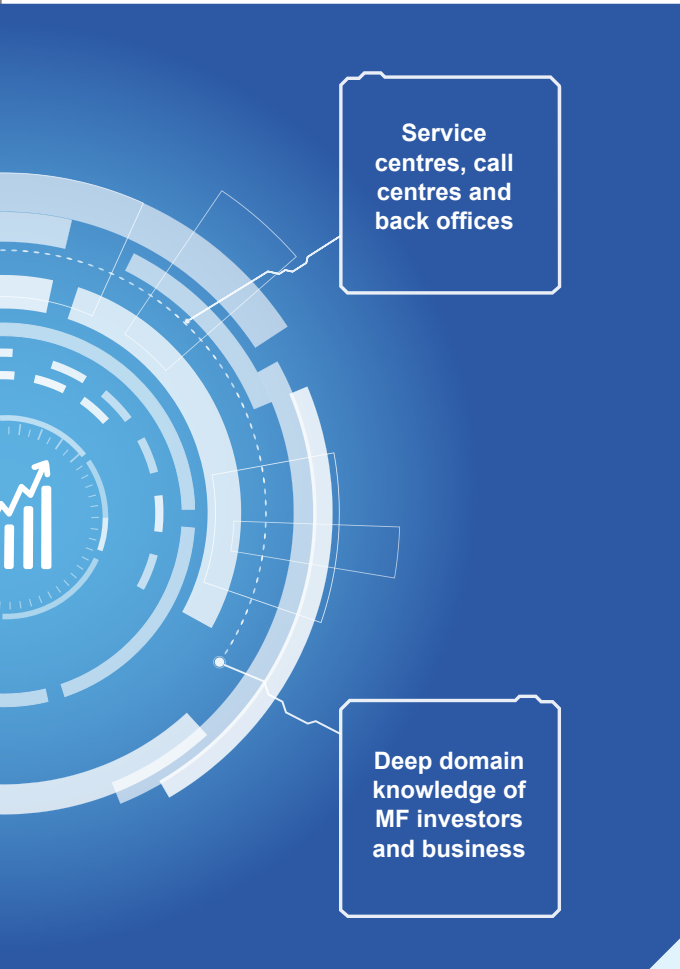 Service
centres, call
centres and
back offices
Deep domain
knowledge of
MF investors
and business